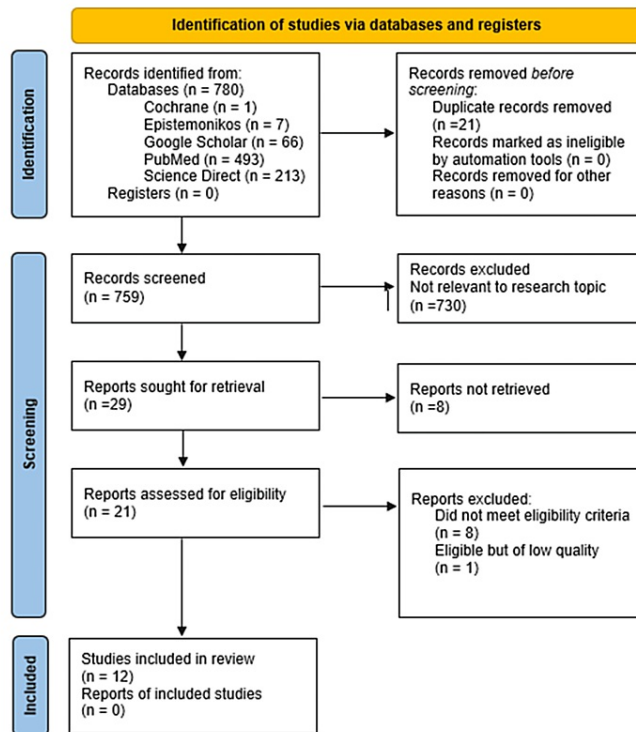 Identification of studies via databases and registers
Identification
Records identified from:
Databases (n = 780)
Cochrane (n = 1)
Epistemonikos (n = 7)
Google Scholar (n = 66)
PubMed (n = 493)
Science Direct (n = 213)
Registers (n = 0)
Records removed before
screening:
Duplicate records removed
(n =21)
Records marked as ineligible
by automation tools (n = 0)
Records removed for other
reasons (n = 0)
Screening
Records screened
(n = 759)
Records excluded
Not relevant to research topic
(n =730)
Reports sought for retrieval
(n =29)
Reports not retrieved
(n =8)
Reports assessed for eligibility
(n = 21)
Reports excluded:
Did not meet eligibility criteria
(n = 8)
Eligible but of low quality
(n = 1)
Included
Studies included in review
(n = 12)
Reports of included studies
(n = 0)